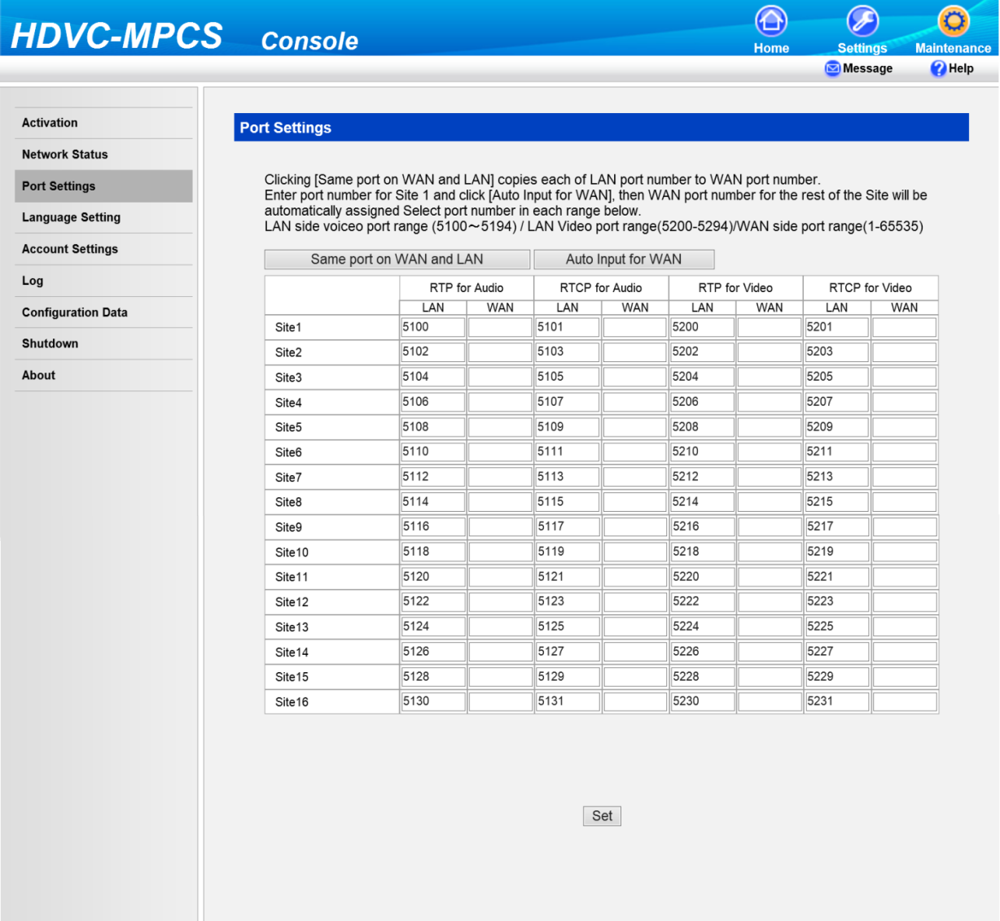 HDVC-MPCS Console
Home Settings Maintenance
Message Help
Activation
Network Status
Port Settings
Language Setting
Account Settings
Log
Configuration Data
Shutdown
About
Port Settings
Clicking [Same port on WAN and LAN] copies each of LAN port number to WAN port number.
Enter port number for Site 1 and click [Auto Input for WAN], then WAN port number for the rest of the Site will be
automatically assigned Select port number in each range below.
LAN side voiceo port range (5100～5194) / LAN Video port range(5200-5294)/WAN side port range(1-65535)
Same port on WAN and LAN Auto Input for WAN
RTP for Audio RTCP for Audio RTP for Video RTCP for Video
LAN WAN LAN WAN LAN WAN LAN WAN
Site1 5100 5101 5200 5201
Site2 5102 5103 5202 5203
Site3 5104 5105 5204 5205
Site4 5106 5107 5206 5207
Site5 5108 5109 5208 5209
Site6 5110 5111 5210 5211
Site7 5112 5113 5212 5213
Site8 5114 5115 5214 5215
Site9 5116 5117 5216 5217
Site10 5118 5119 5218 5219
Site11 5120 5121 5220 5221
Site12 5122 5123 5222 5223
Site13 5124 5125 5224 5225
Site14 5126 5127 5226 5227
Site15 5128 5129 5228 5229
Site16 5130 5131 5230 5231
Set